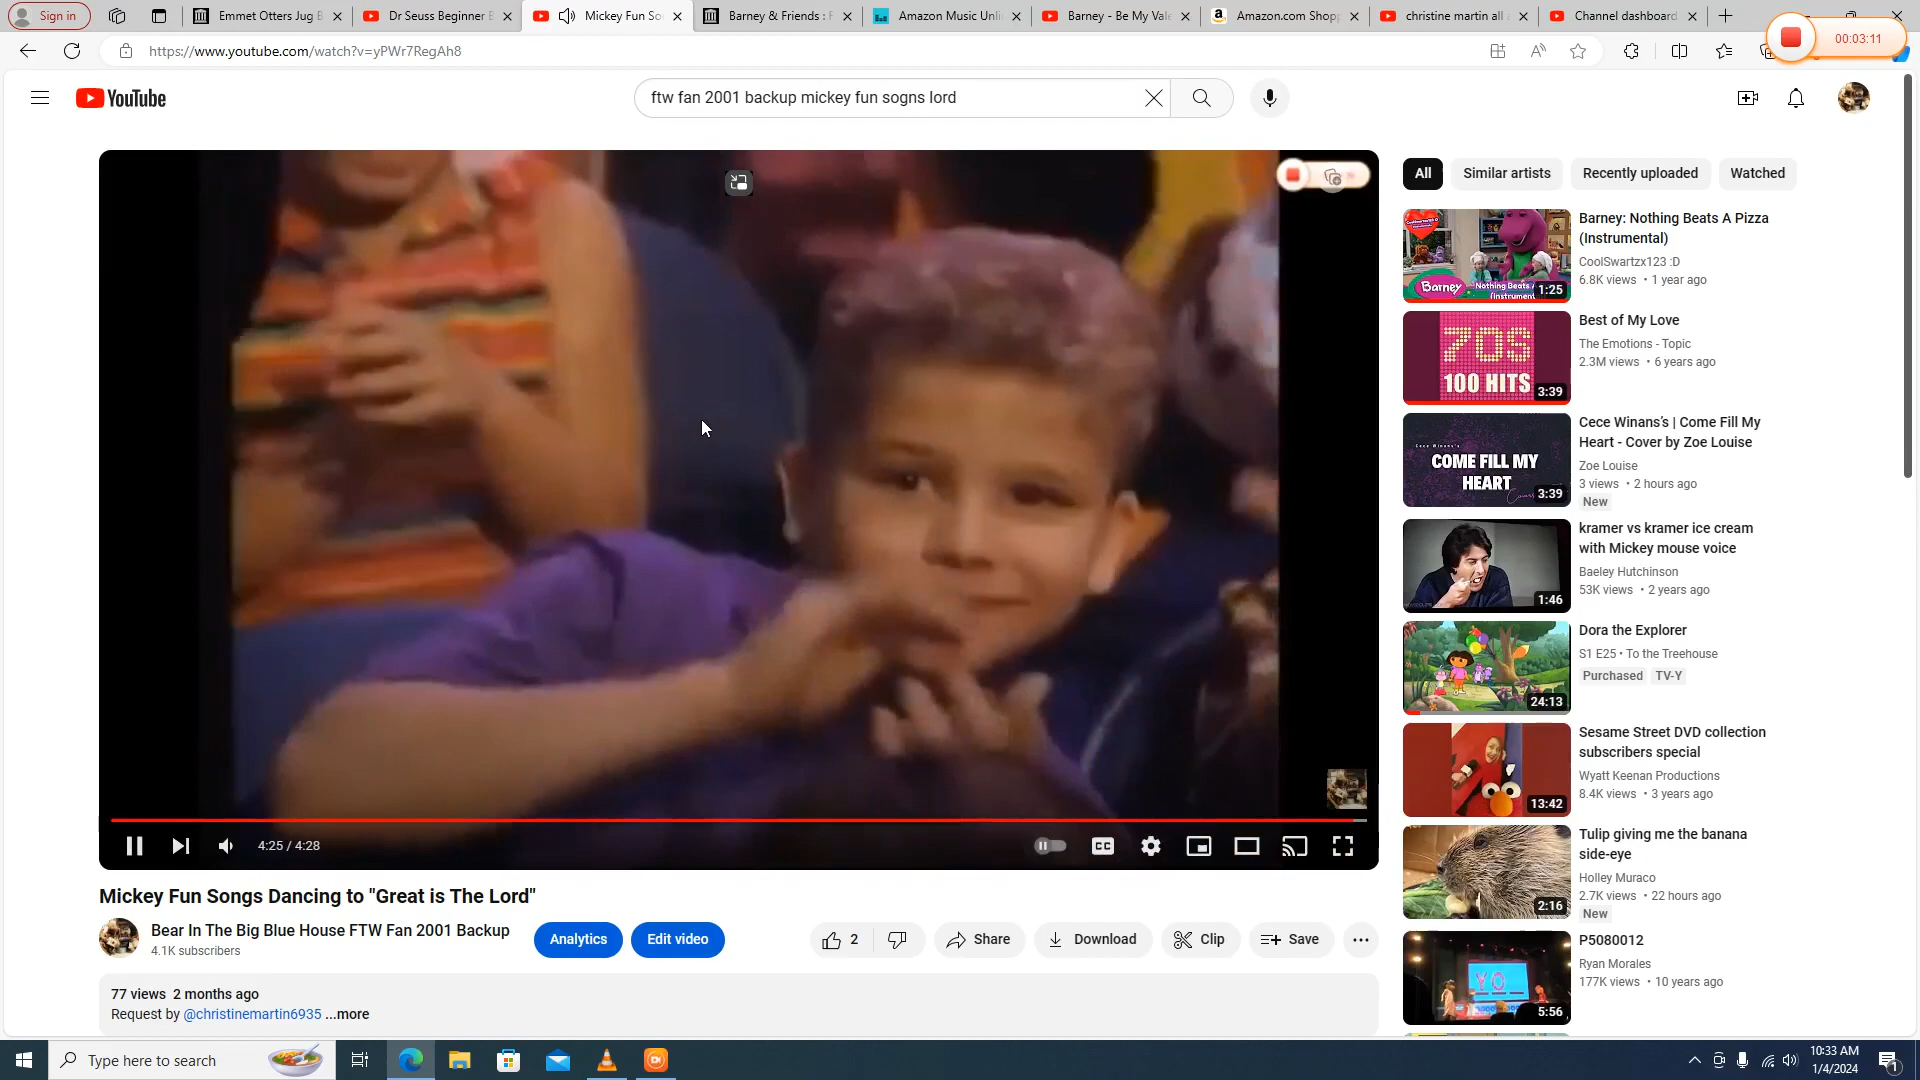 Sign in
Emmet Otters Jug B
Dr Seuss Beginner B
Mickey Fun So
Barney & Friends : F
Amazon Music Unli
Barney - Be My Val
Amazon.com Shop
christine martin all
Channel dashboard
https://www.youtube.com/watch?v=yPWr7RegAh8
00:03:11
YouTube
ftw fan 2001 backup mickey fun sogns lord
All
Similar artists
Recently uploaded
Watched
Barney: Nothing Beats A Pizza
(Instrumental)
CoolSwartzx123 :D
6.8K views • 1 year ago
Barney
1:25
Best of My Love
The Emotions - Topic
2.3M views • 6 years ago
70S
100 HITS
3:39
Cece Winans's | Come Fill My
Heart - Cover by Zoe Louise
Zoe Louise
3 views • 2 hours ago
New
COME FILL MY
HEART
3:39
kramer vs kramer ice cream
with Mickey mouse voice
Baeley Hutchinson
53K views • 2 years ago
1:46
Dora the Explorer
S1 E25 • To the Treehouse
Purchased
TV-Y
24:13
Sesame Street DVD collection
subscribers special
Wyatt Keenan Productions
8.4K views • 3 years ago
13:42
Tulip giving me the banana
side-eye
Holley Muraco
2.7K views • 22 hours ago
New
2:16
P5080012
Ryan Morales
177K views • 10 years ago
YO
5:56
4:25 / 4:28
CC
Mickey Fun Songs Dancing to "Great is The Lord"
Bear In The Big Blue House FTW Fan 2001 Backup
4.1K subscribers
Analytics
Edit video
2
Share
Download
Clip
Save
77 views 2 months ago
Request by @christinemartin6935 ...more
Type here to search
10:33 AM
1/4/2024
1